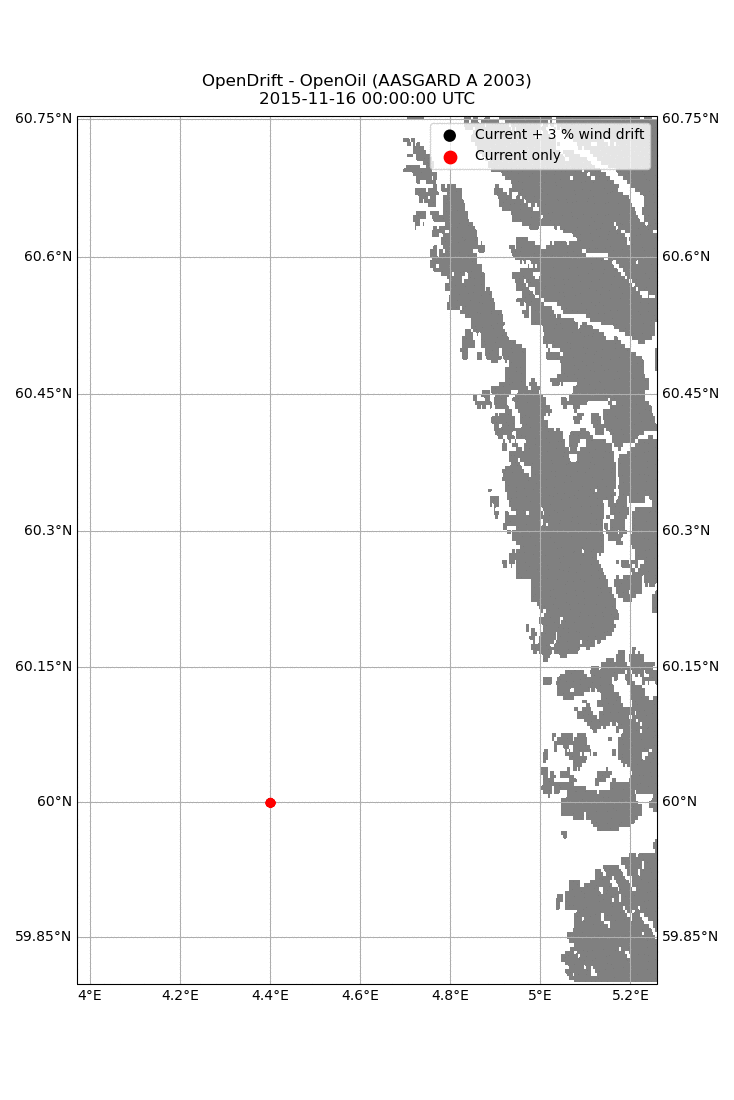 OpenDrift - OpenOil (AASGARD A 2003)
2015-11-16 00:00:00 UTC
60.75°N 60.75°N
Current + 3 % wind drift
Current only
60.6°N 60.6°N
60.45°N 60.45°N
60.3°N 60.3°N
60.15°N 60.15°N
60°N 60°N
59.85°N 59.85°N
4°E 4.2°E 4.4°E 4.6°E 4.8°E 5°E 5.2°E